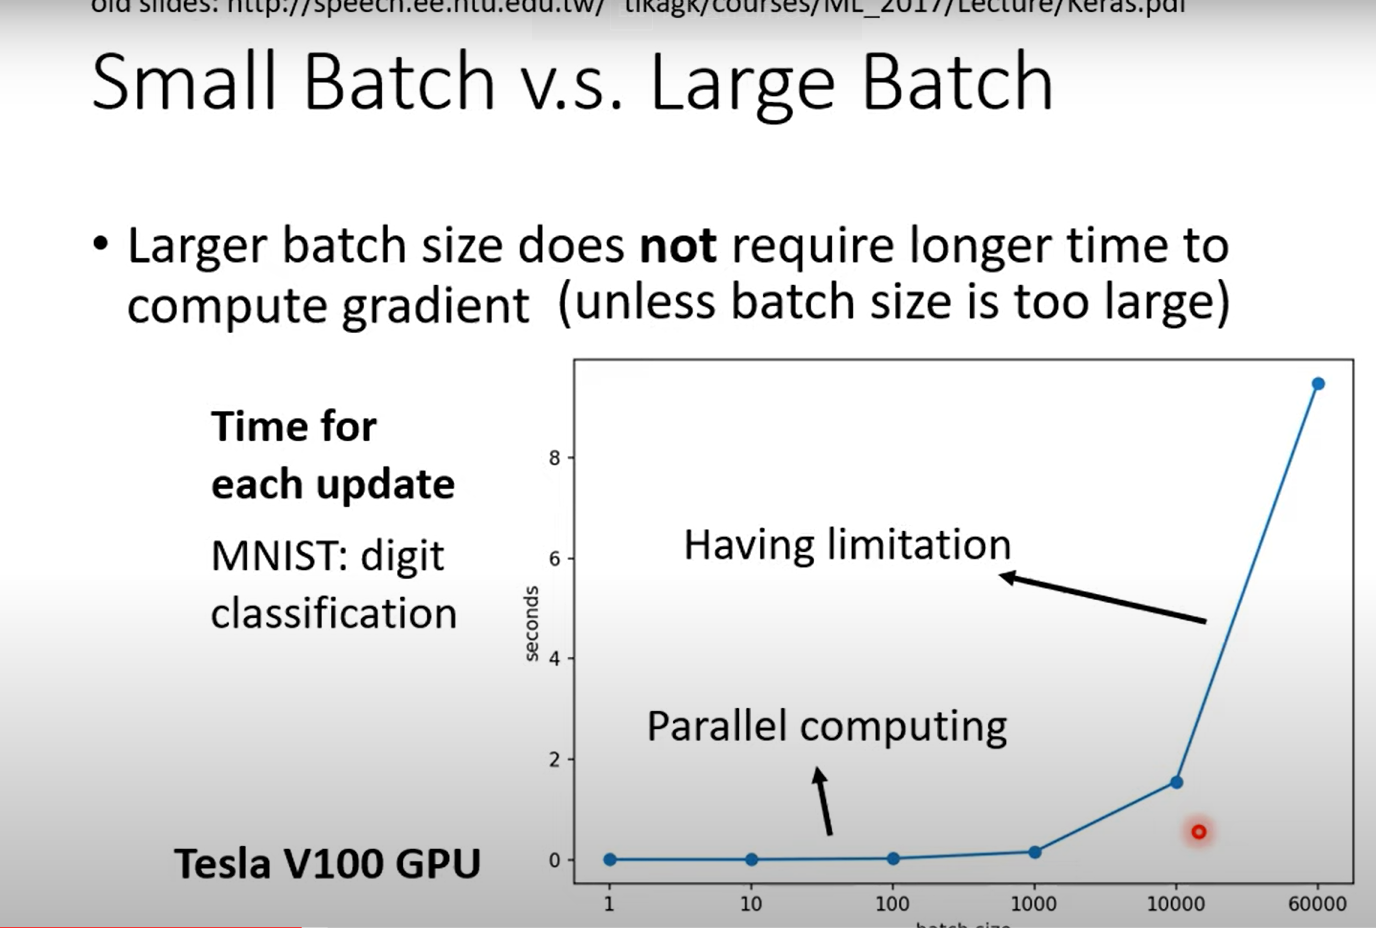 old slides: http://speech.ee.ntu.edu.tw/~tlkagk/courses/ML_2017/Lecture/Keras.pdf
Small Batch v.s. Large Batch
• Larger batch size does not require longer time to
compute gradient (unless batch size is too large)
Time for
each update
MNIST: digit
classification
Tesla V100 GPU
seconds
8
6
4
2
0
Having limitation
Parallel computing
1 10 100 1000 10000 60000
batch size